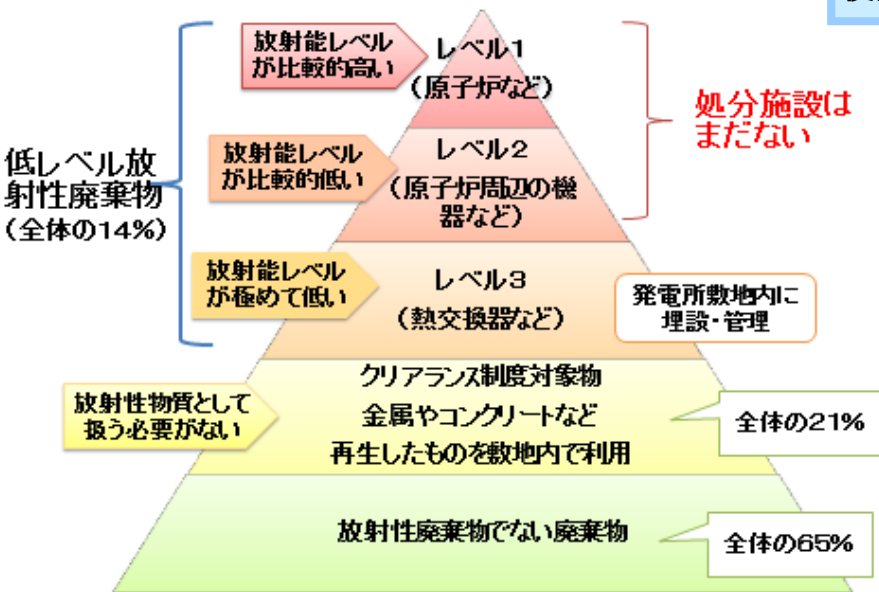 放射能レベル
が比較的高い
レベル1
(原子炉など)
処分施設は
まだない
低レベル放
射性廃棄物
(全体の14%)
放射能レベル
が比較的低い
レベル2
(原子炉周辺の機
器など)
放射能レベル
が極めて低い
レベル3
(熱交換器など)
発電所敷地内に
埋設・管理
放射性物質として
扱う必要がない
クリアランス制度対象物
金属やコンクリートなど
再生したものを敷地内で利用
全体の21%
放射性廃棄物でない廃棄物
全体の65%